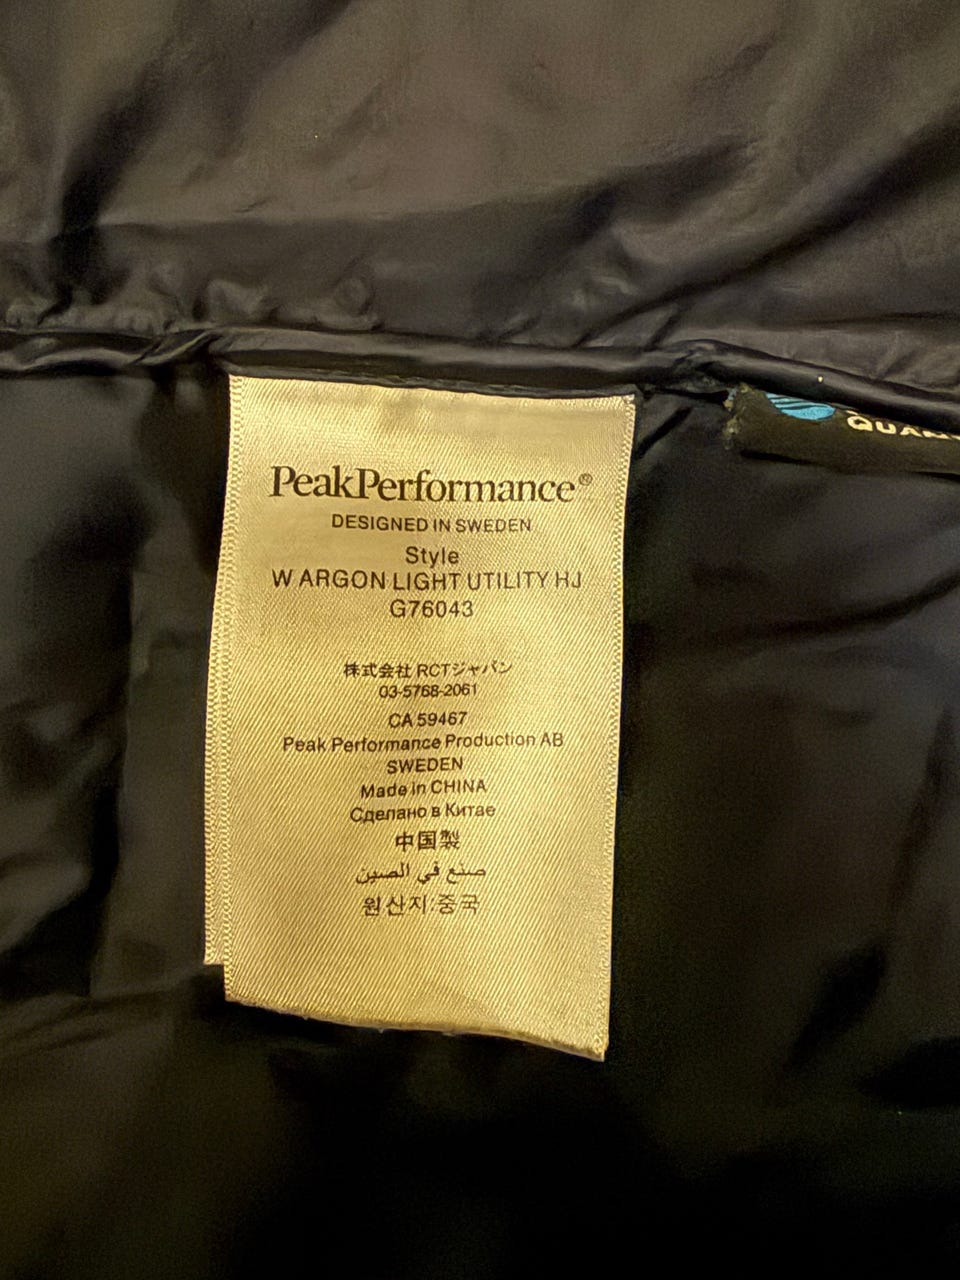 PeakPerformance®
DESIGNED IN SWEDEN
Style
W ARGON LIGHT UTILITY HJ
G76043
株式会社 RCTジャパン
03-5768-2061
CA 59467
Peak Performance Production AB
SWEDEN
Made in CHINA
Сделано в Китае
中国製
صنع في الصين
원산지:중국